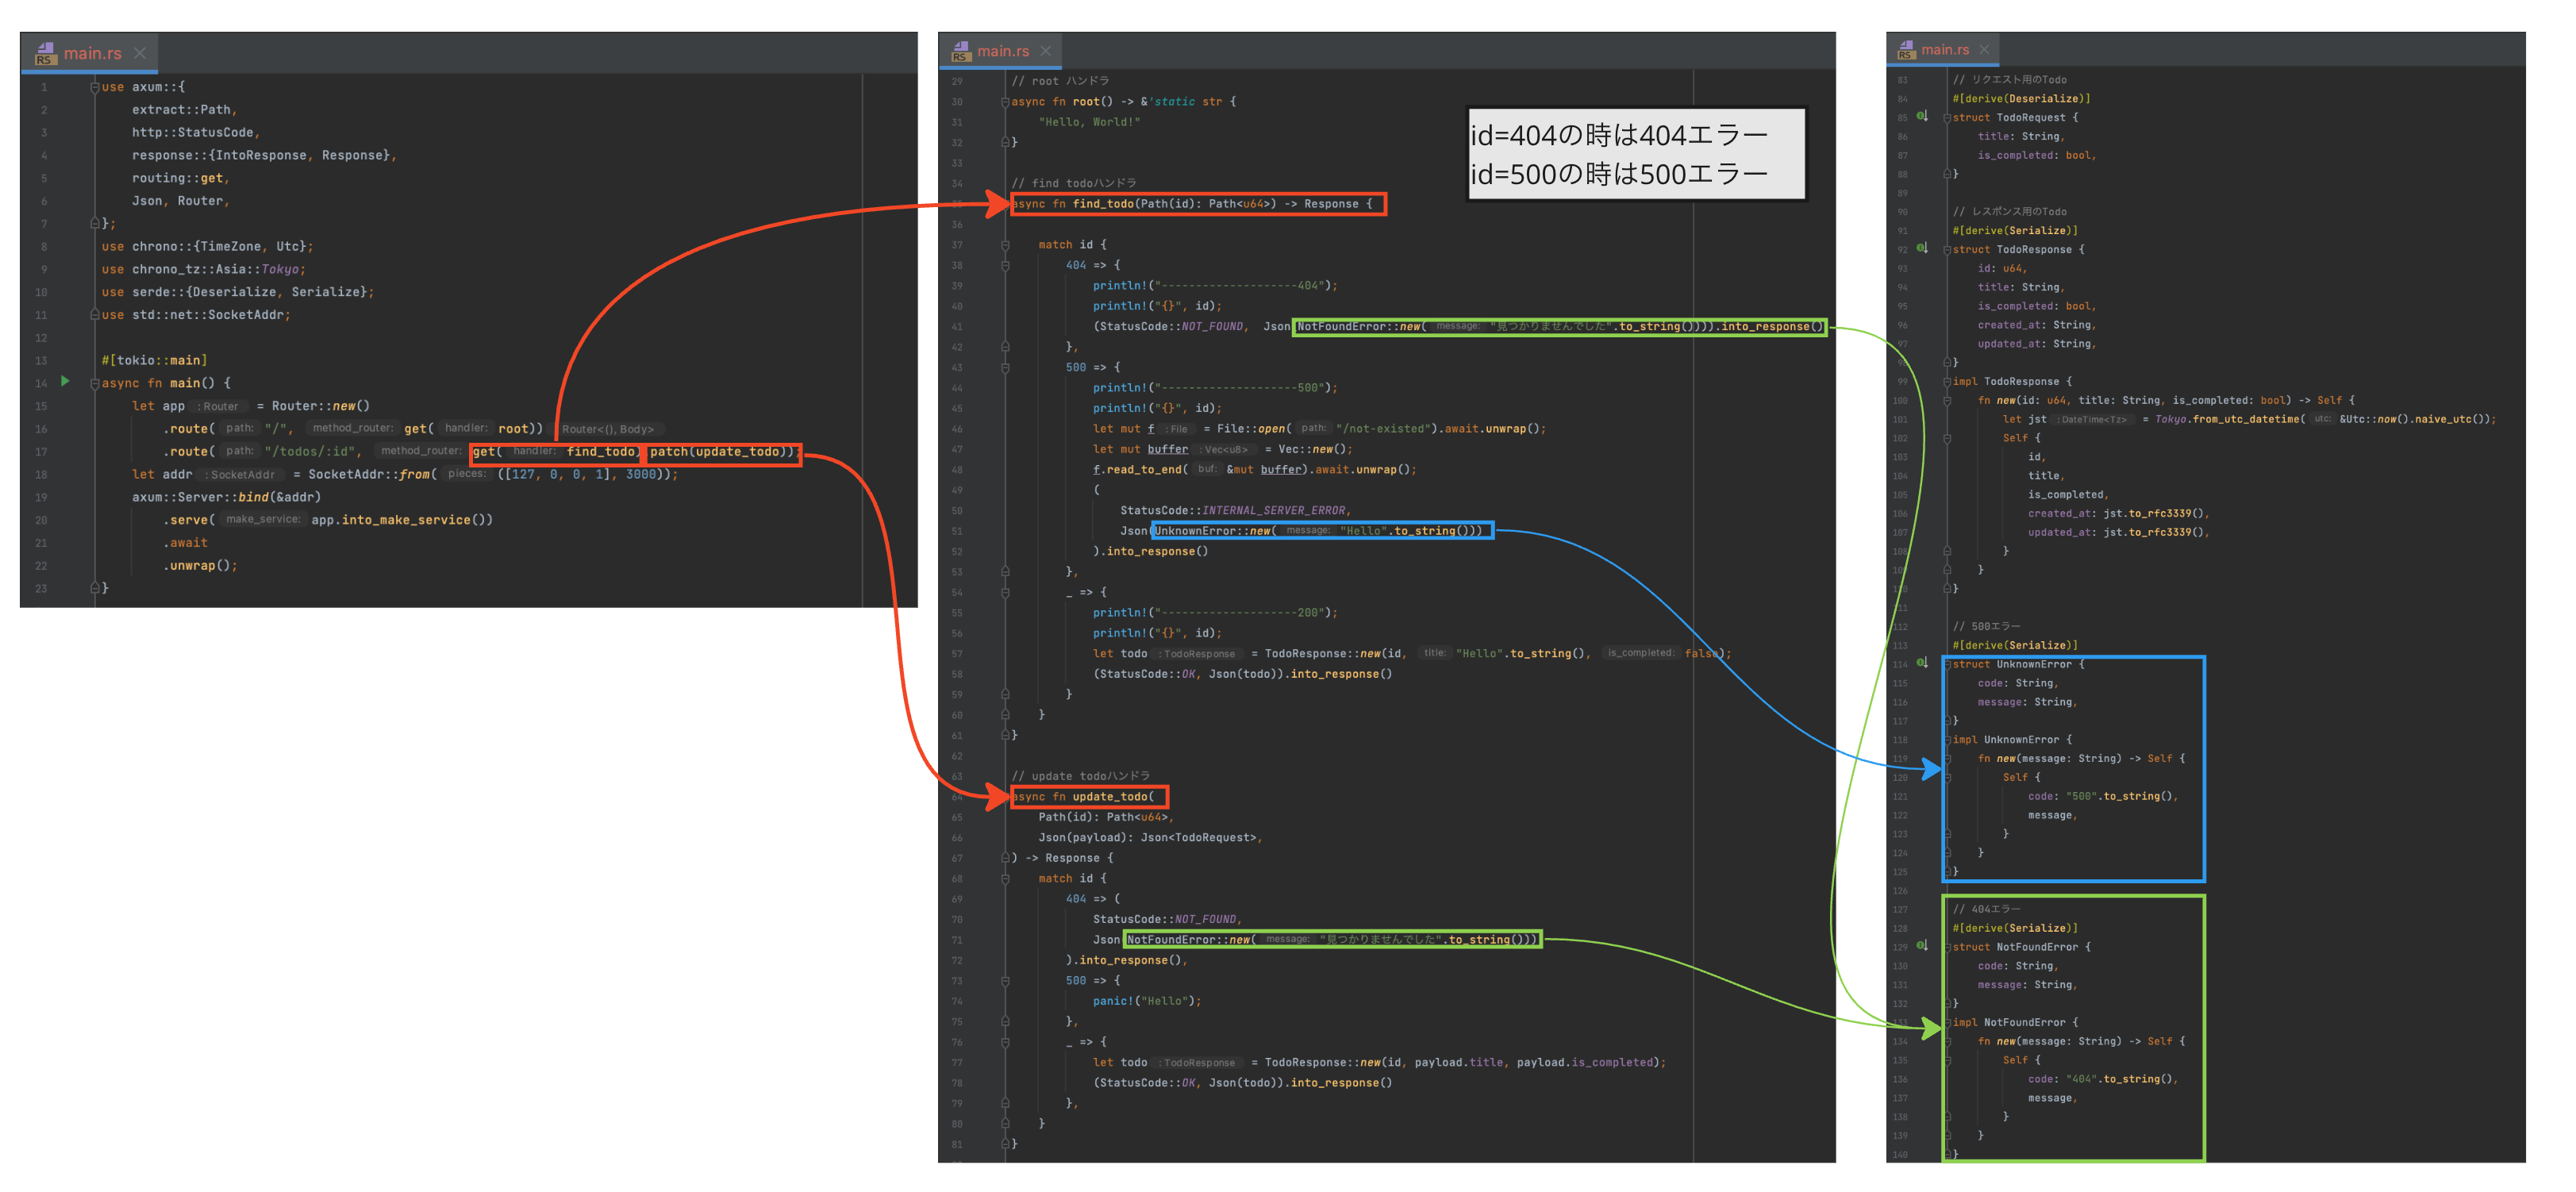 main.rs
1 use axum::{
2 extract::Path,
3 http::StatusCode,
4 response::{IntoResponse, Response},
5 routing::get,
6 Json, Router,
7 };
8 use chrono::{TimeZone, Utc};
9 use chrono_tz::Asia::Tokyo;
10 use serde::{Deserialize, Serialize};
11 use std::net::SocketAddr;
12
13 #[tokio::main]
14 async fn main() {
15 let app : Router = Router::new()
16 .route( path: "/", method_router: get( handler: root)) Router<(), Body>
17 .route( path: "/todos/:id", method_router: get( handler: find_todo) patch(update_todo));
18 let addr : SocketAddr = SocketAddr::from( pieces: ([127, 0, 0, 1], 3000));
19 axum::Server::bind(&addr)
20 .serve( make_service: app.into_make_service())
21 .await
22 .unwrap();
23 }
main.rs
29 // root ハンドラ
30 async fn root() -> &'static str {
31 "Hello, World!"
32 }
33
34 // find todoハンドラ
35 async fn find_todo(Path(id): Path<u64>) -> Response {
36
37 match id {
38 404 => {
39 println!("--------------------404");
40 println!("{}", id);
41 (StatusCode::NOT_FOUND, Json NotFoundError::new( message: "見つかりませんでした".to_string()))).into_response()
42 },
43 500 => {
44 println!("--------------------500");
45 println!("{}", id);
46 let mut f : File = File::open( path: "/not-existed").await.unwrap();
47 let mut buffer : Vec<u8> = Vec::new();
48 f.read_to_end( buf: &mut buffer).await.unwrap();
49 (
50 StatusCode::INTERNAL_SERVER_ERROR,
51 Json(UnknownError::new( message: "Hello".to_string()))
52 ).into_response()
53 },
54 _ => {
55 println!("--------------------200");
56 println!("{}", id);
57 let todo : TodoResponse = TodoResponse::new(id, title: "Hello".to_string(), is_completed: false);
58 (StatusCode::OK, Json(todo)).into_response()
59 }
60 }
61 }
62
63 // update todoハンドラ
64 async fn update_todo(
65 Path(id): Path<u64>,
66 Json(payload): Json<TodoRequest>,
67 ) -> Response {
68 match id {
69 404 => (
70 StatusCode::NOT_FOUND,
71 Json NotFoundError::new( message: "見つかりませんでした".to_string()))
72 ).into_response(),
73 500 => {
74 panic!("Hello");
75 },
76 _ => {
77 let todo : TodoResponse = TodoResponse::new(id, payload.title, payload.is_completed);
78 (StatusCode::OK, Json(todo)).into_response()
79 },
80 }
81 }
id=404の時は404エラー
id=500の時は500エラー
main.rs
83 // リクエスト用のTodo
84 #[derive(Deserialize)]
85 struct TodoRequest {
86 title: String,
87 is_completed: bool,
88 }
89
90 // レスポンス用のTodo
91 #[derive(Serialize)]
92 struct TodoResponse {
93 id: u64,
94 title: String,
95 is_completed: bool,
96 created_at: String,
97 updated_at: String,
98 }
99 impl TodoResponse {
100 fn new(id: u64, title: String, is_completed: bool) -> Self {
101 let jst : DateTime<Tz> = Tokyo.from_utc_datetime( utc: &Utc::now().naive_utc());
102 Self {
103 id,
104 title,
105 is_completed,
106 created_at: jst.to_rfc3339(),
107 updated_at: jst.to_rfc3339(),
108 }
109 }
110 }
111
112 // 500エラー
113 #[derive(Serialize)]
114 struct UnknownError {
115 code: String,
116 message: String,
117 }
118 impl UnknownError {
119 fn new(message: String) -> Self {
120 Self {
121 code: "500".to_string(),
122 message,
123 }
124 }
125 }
126
127 // 404エラー
128 #[derive(Serialize)]
129 struct NotFoundError {
130 code: String,
131 message: String,
132 }
133 impl NotFoundError {
134 fn new(message: String) -> Self {
135 Self {
136 code: "404".to_string(),
137 message,
138 }
139 }
140 }